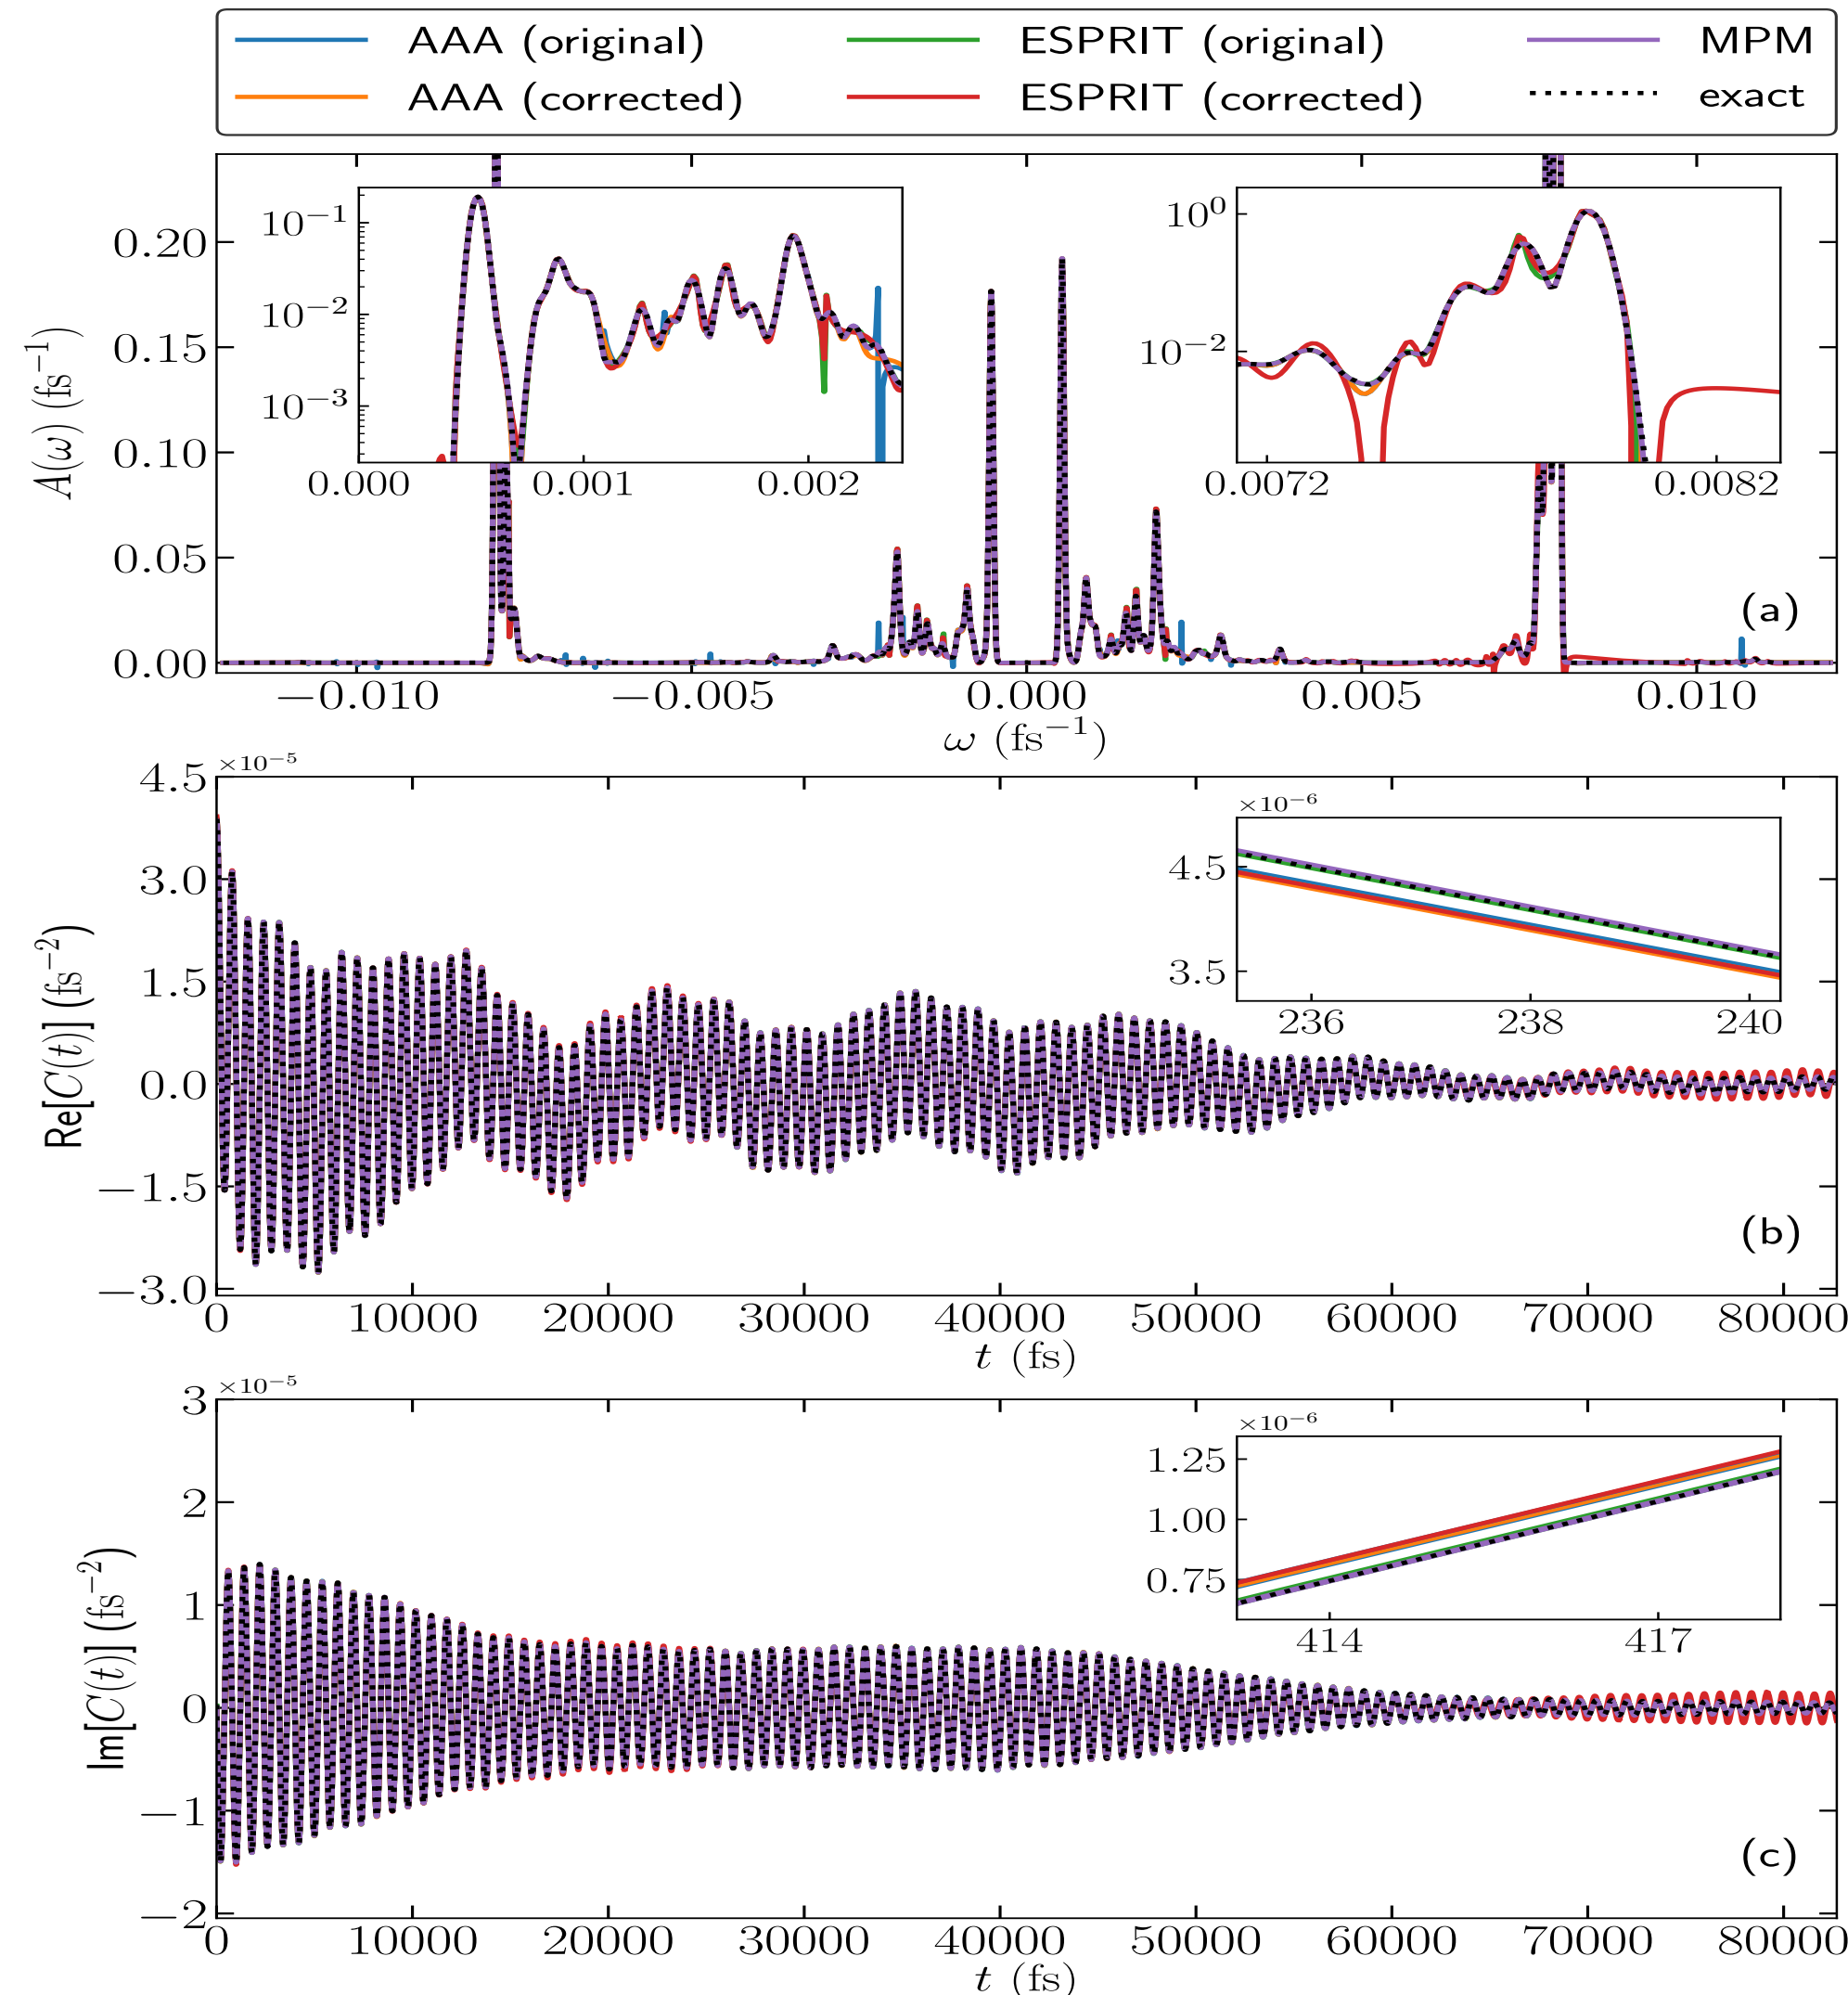 AAA (original) ESPRIT (original) MPM
AAA (corrected) ESPRIT (corrected) exact
A(ω) (fs⁻¹)
0.20
0.15
0.10
0.05
0.00
10⁻¹
10⁻²
10⁻³
0.000 0.001 0.002
10⁰
10⁻²
0.0072 0.0082
(a)
−0.010 −0.005 0.000 0.005 0.010
ω (fs⁻¹)
×10⁻⁵
Re[C(t)] (fs⁻²)
4.5
3.0
1.5
0.0
−1.5
−3.0
×10⁻⁶
4.5
3.5
236 238 240
(b)
0 10000 20000 30000 40000 50000 60000 70000 80000
t (fs)
×10⁻⁵
Im[C(t)] (fs⁻²)
3
2
1
0
−1
−2
×10⁻⁶
1.25
1.00
0.75
414 417
(c)
0 10000 20000 30000 40000 50000 60000 70000 80000
t (fs)